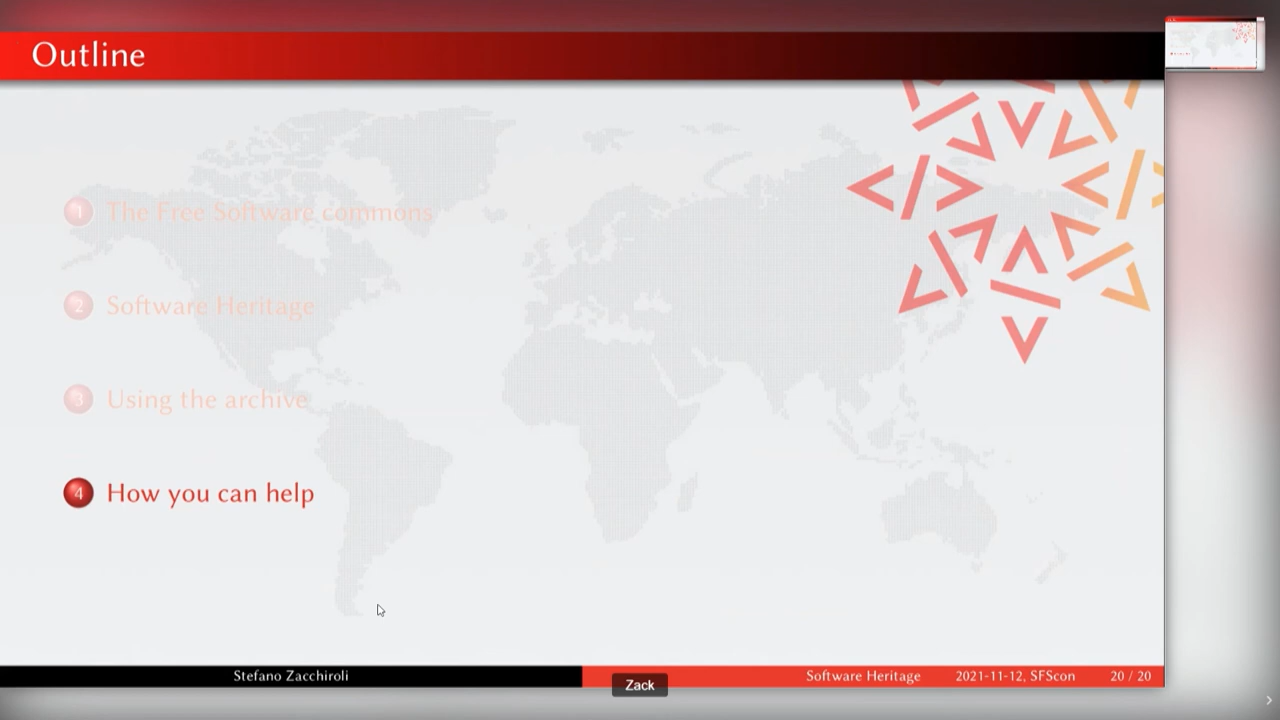 Outline
1 The Free Software commons
2 Software Heritage
3 Using the archive
4 How you can help
Stefano Zacchiroli
Software Heritage 2021-11-12, SFScon 20 / 20
Zack